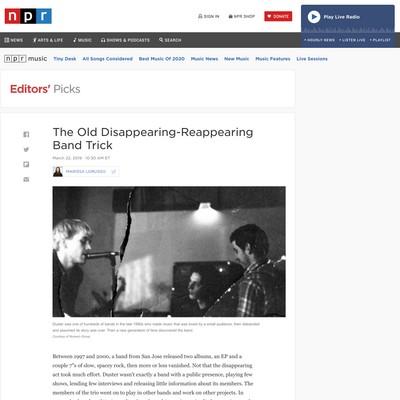 npr
SIGN IN
NPR SHOP
DONATE
Play Live Radio
NEWS
ARTS & LIFE
MUSIC
SHOWS & PODCASTS
SEARCH
HOURLY NEWS
LISTEN LIVE
PLAYLIST
npr music
Tiny Desk
All Songs Considered
Best Music Of 2020
Music News
New Music
Music Features
Live Sessions
Editors' Picks
The Old Disappearing-Reappearing
Band Trick
March 22, 2019 · 10:30 AM ET
MARISSA LORUSSO
Duster was one of hundreds of bands in the late 1990s who made music that was loved by a small audience, then disbanded
and assumed its story was over. Then a new generation of fans discovered the band.
Courtesy of Numero Group
Between 1997 and 2000, a band from San Jose released two albums, an EP and a
couple 7"s of slow, spacey rock, then more or less vanished. Not that the disappearing
act took much effort. Duster wasn't exactly a band with a public presence, playing few
shows, lending few interviews and releasing little information about its members. The
members of the trio went on to play in other bands and work on other projects. In